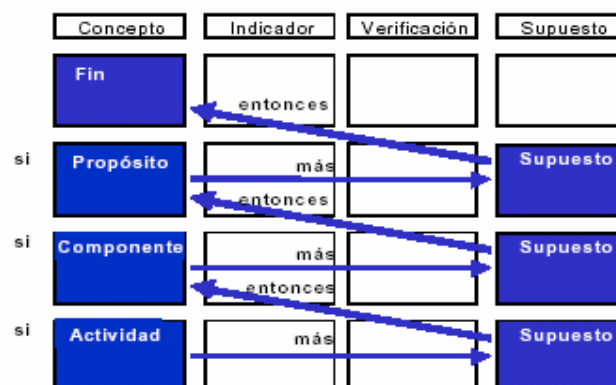 Concepto Indicador Verificación Supuesto
Fin
entonces
si Propósito más Supuesto
entonces
si Componente más Supuesto
entonces
si Actividad más Supuesto